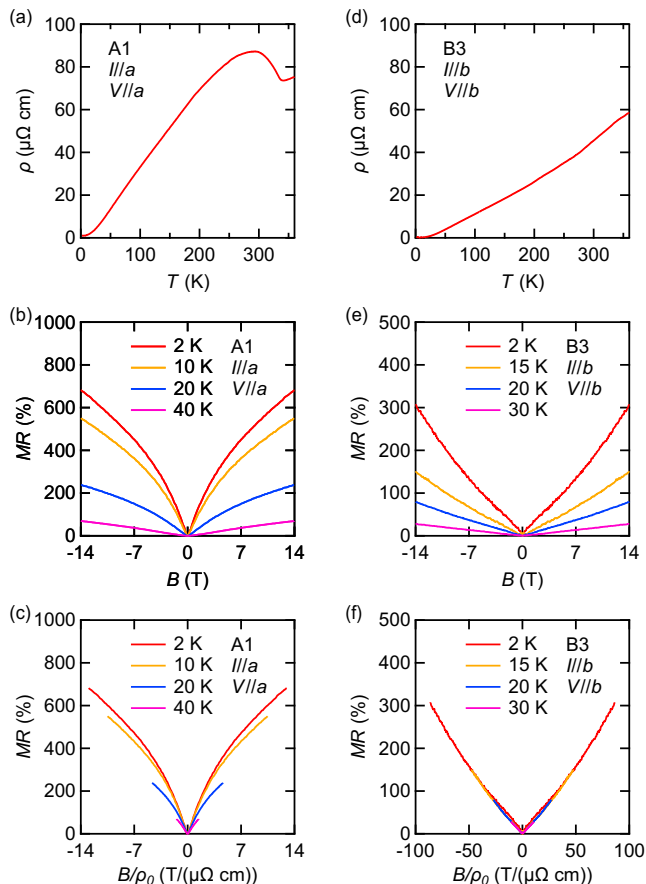 (a)
A1
I//a
V//a
100
80
60
40
20
0
ρ (μΩ cm)
0 100 200 300
T (K)
(d)
B3
I//b
V//b
100
80
60
40
20
0
ρ (μΩ cm)
0 100 200 300
T (K)
(b)
2 K A1
10 K I//a
20 K V//a
40 K
1000
800
600
400
200
0
MR (%)
-14 -7 0 7 14
B (T)
(e)
2 K B3
15 K I//b
20 K V//b
30 K
500
400
300
200
100
0
MR (%)
-14 -7 0 7 14
B (T)
(c)
2 K A1
10 K I//a
20 K V//a
40 K
1000
800
600
400
200
0
MR (%)
-14 -7 0 7 14
B/ρ0 (T/(μΩ cm))
(f)
2 K B3
15 K I//b
20 K V//b
30 K
500
400
300
200
100
0
MR (%)
-100 -50 0 50 100
B/ρ0 (T/(μΩ cm))